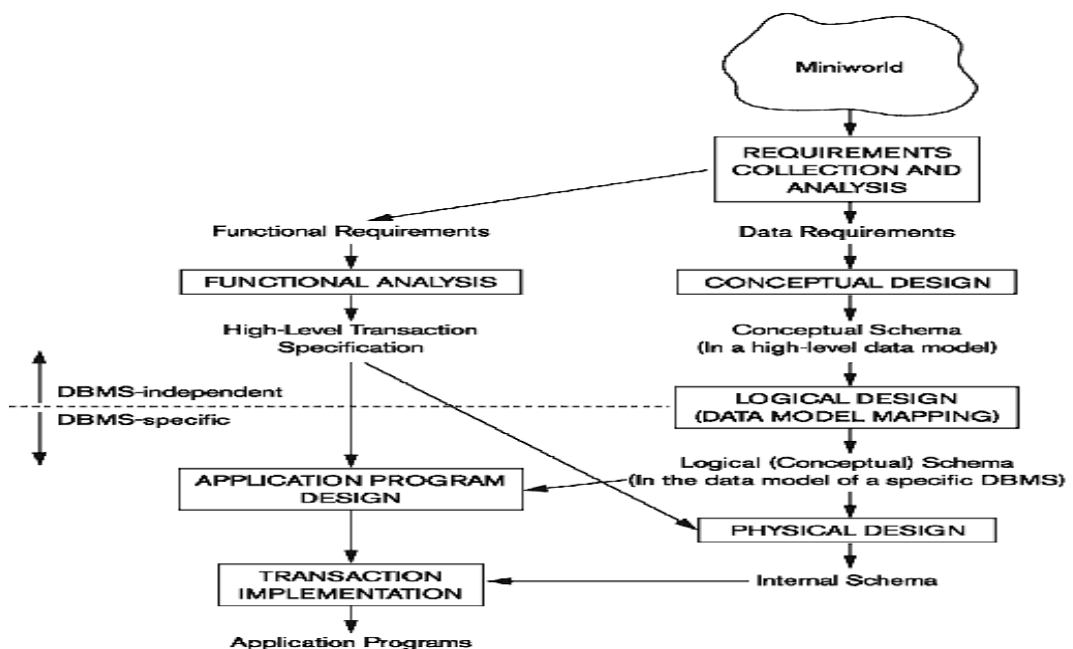 Miniworld
REQUIREMENTS
COLLECTION AND
ANALYSIS
Functional Requirements
Data Requirements
FUNCTIONAL ANALYSIS
CONCEPTUAL DESIGN
High-Level Transaction
Specification
Conceptual Schema
(In a high-level data model)
DBMS-independent
DBMS-specific
LOGICAL DESIGN
(DATA MODEL MAPPING)
Logical (Conceptual) Schema
(In the data model of a specific DBMS)
APPLICATION PROGRAM
DESIGN
PHYSICAL DESIGN
TRANSACTION
IMPLEMENTATION
Internal Schema
Application Programs